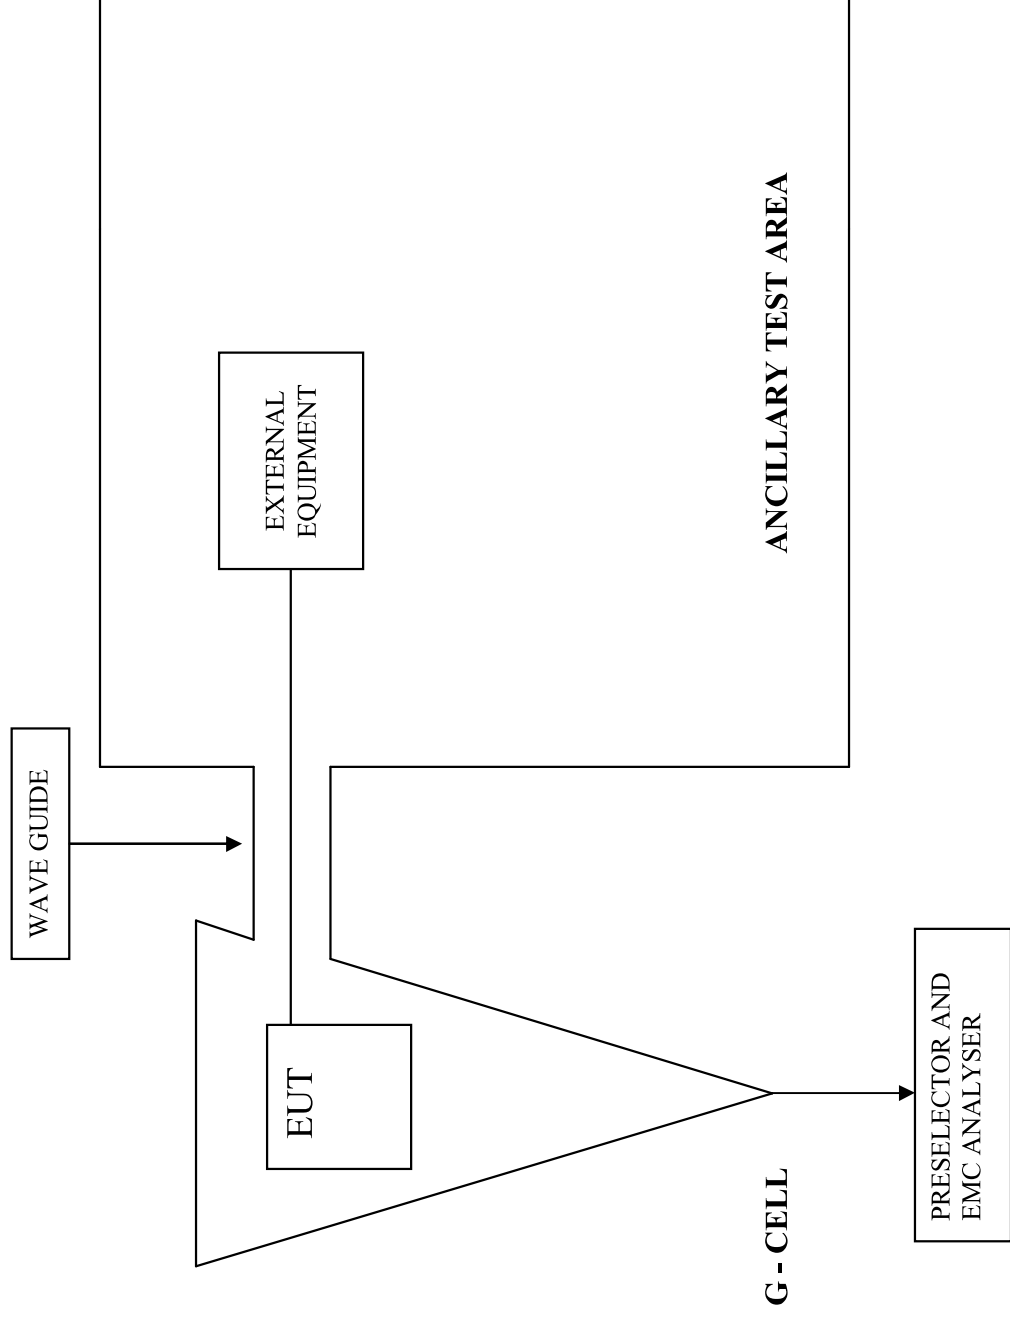 WAVE GUIDE
EUT
EXTERNAL
EQUIPMENT
G - CELL
ANCILLARY TEST AREA
PRESELECTOR AND
EMC ANALYSER